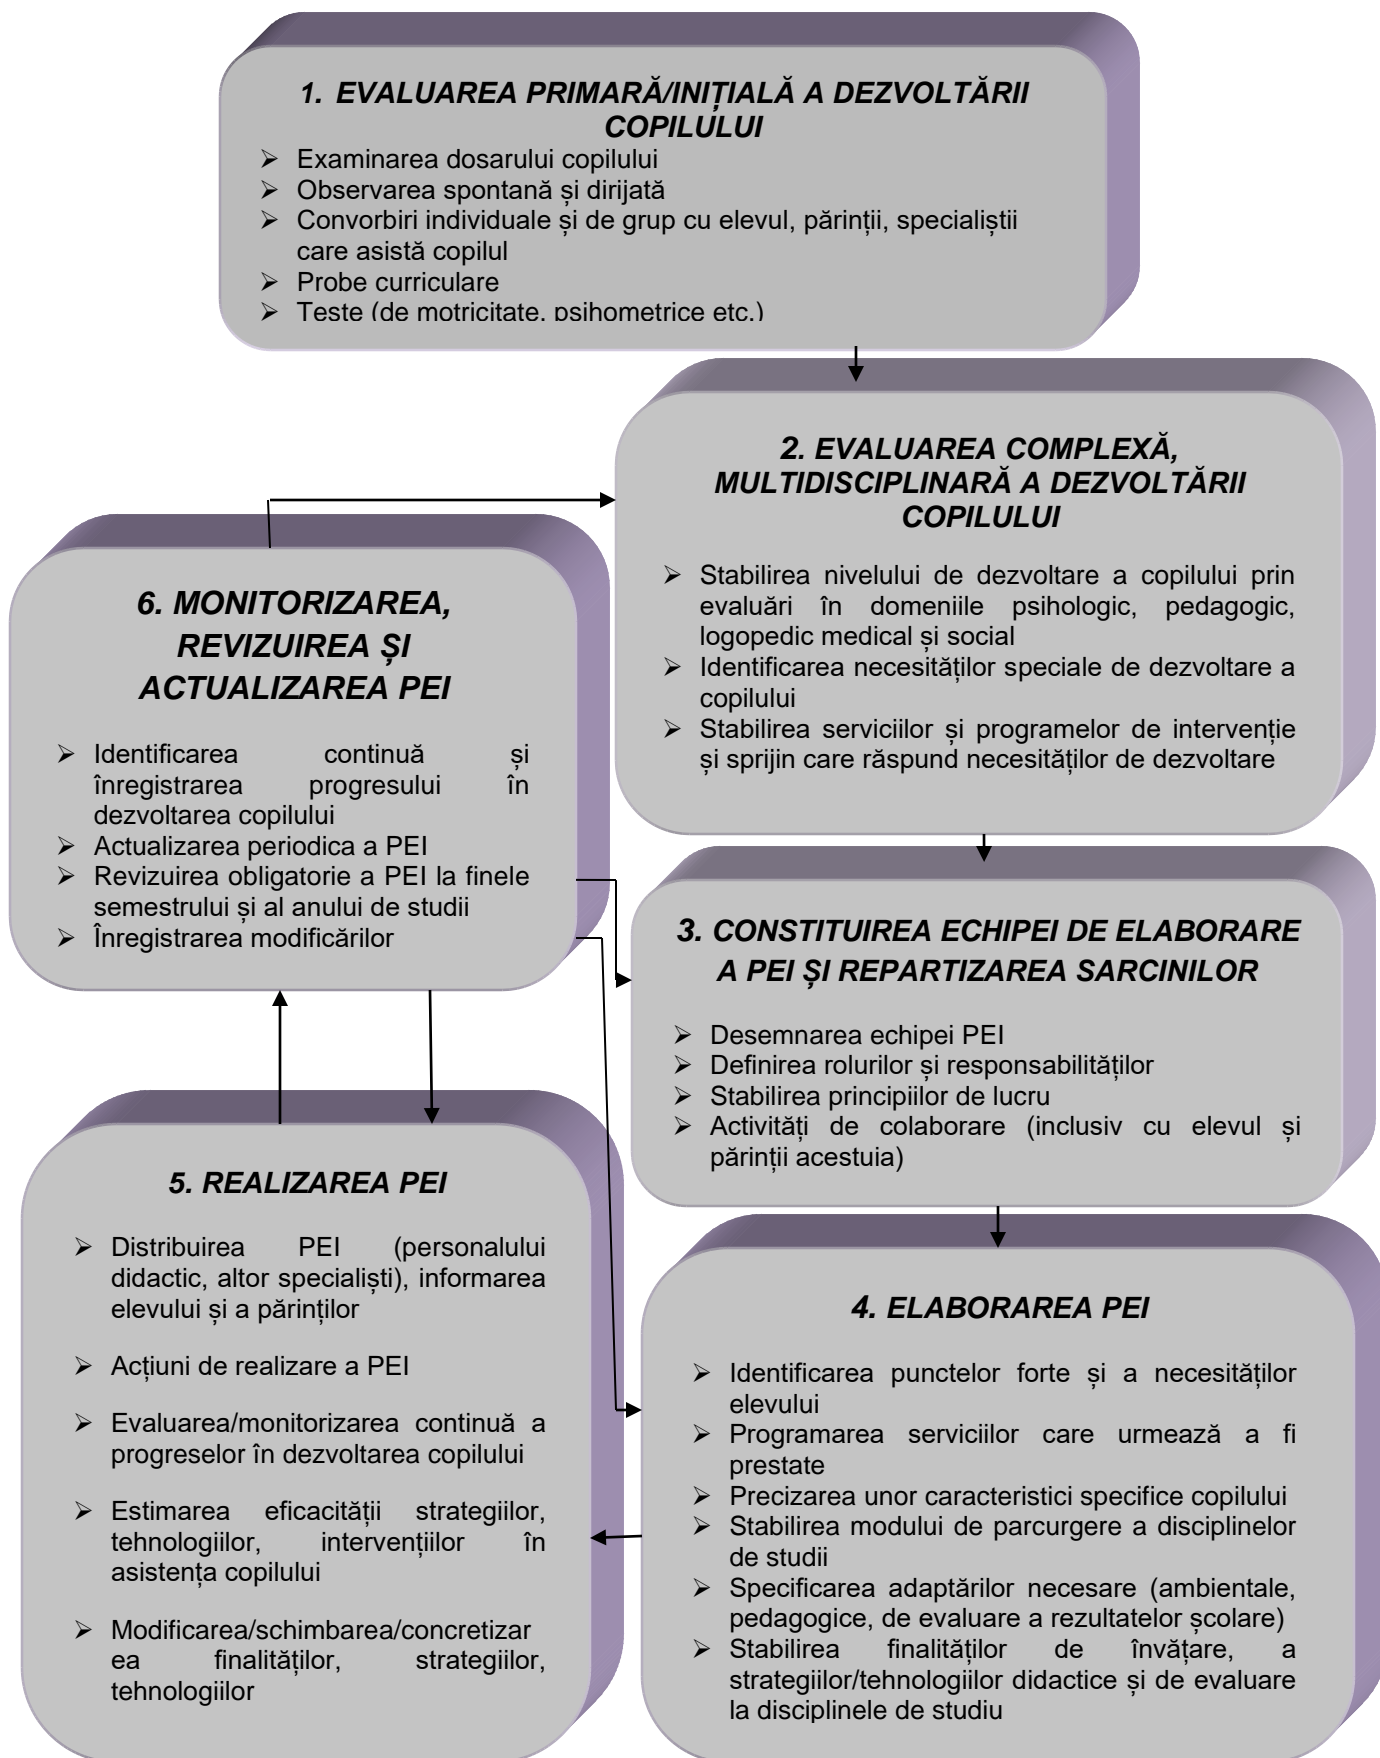 1. EVALUAREA PRIMARĂ/INIȚIALĂ A DEZVOLTĂRII
COPILULUI
➢ Examinarea dosarului copilului
➢ Observarea spontană și dirijată
➢ Convorbiri individuale și de grup cu elevul, părinții, specialiștii
care asistă copilul
➢ Probe curriculare
➢ Teste (de motricitate, psihometrice etc.)
2. EVALUAREA COMPLEXĂ,
MULTIDISCIPLINARĂ A DEZVOLTĂRII
COPILULUI
➢ Stabilirea nivelului de dezvoltare a copilului prin
evaluări în domeniile psihologic, pedagogic,
logopedic medical și social
➢ Identificarea necesităților speciale de dezvoltare a
copilului
➢ Stabilirea serviciilor și programelor de intervenție
și sprijin care răspund necesităților de dezvoltare
3. CONSTITUIREA ECHIPEI DE ELABORARE
A PEI ȘI REPARTIZAREA SARCINILOR
➢ Desemnarea echipei PEI
➢ Definirea rolurilor și responsabilităților
➢ Stabilirea principiilor de lucru
➢ Activități de colaborare (inclusiv cu elevul și
părinții acestuia)
4. ELABORAREA PEI
➢ Identificarea punctelor forte și a necesităților
elevului
➢ Programarea serviciilor care urmează a fi
prestate
➢ Precizarea unor caracteristici specifice copilului
➢ Stabilirea modului de parcurgere a disciplinelor
de studii
➢ Specificarea adaptărilor necesare (ambientale,
pedagogice, de evaluare a rezultatelor școlare)
➢ Stabilirea finalităților de învățare, a
strategiilor/tehnologiilor didactice și de evaluare
la disciplinele de studiu
5. REALIZAREA PEI
➢ Distribuirea PEI (personalului
didactic, altor specialiști), informarea
elevului și a părinților
➢ Acțiuni de realizare a PEI
➢ Evaluarea/monitorizarea continuă a
progreselor în dezvoltarea copilului
➢ Estimarea eficacității strategiilor,
tehnologiilor, intervențiilor în
asistența copilului
➢ Modificarea/schimbarea/concretizar
ea finalităților, strategiilor,
tehnologiilor
6. MONITORIZAREA,
REVIZUIREA ȘI
ACTUALIZAREA PEI
➢ Identificarea continuă și
înregistrarea progresului în
dezvoltarea copilului
➢ Actualizarea periodica a PEI
➢ Revizuirea obligatorie a PEI la finele
semestrului și al anului de studii
➢ Înregistrarea modificărilor